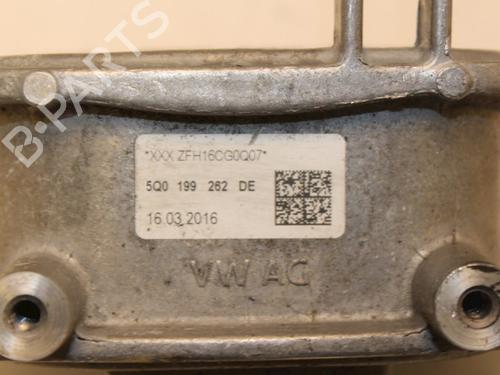 B-PARTS
*XXX ZFH16CG0Q07*
5Q0 199 262 DE
16.03.2016
VW AG